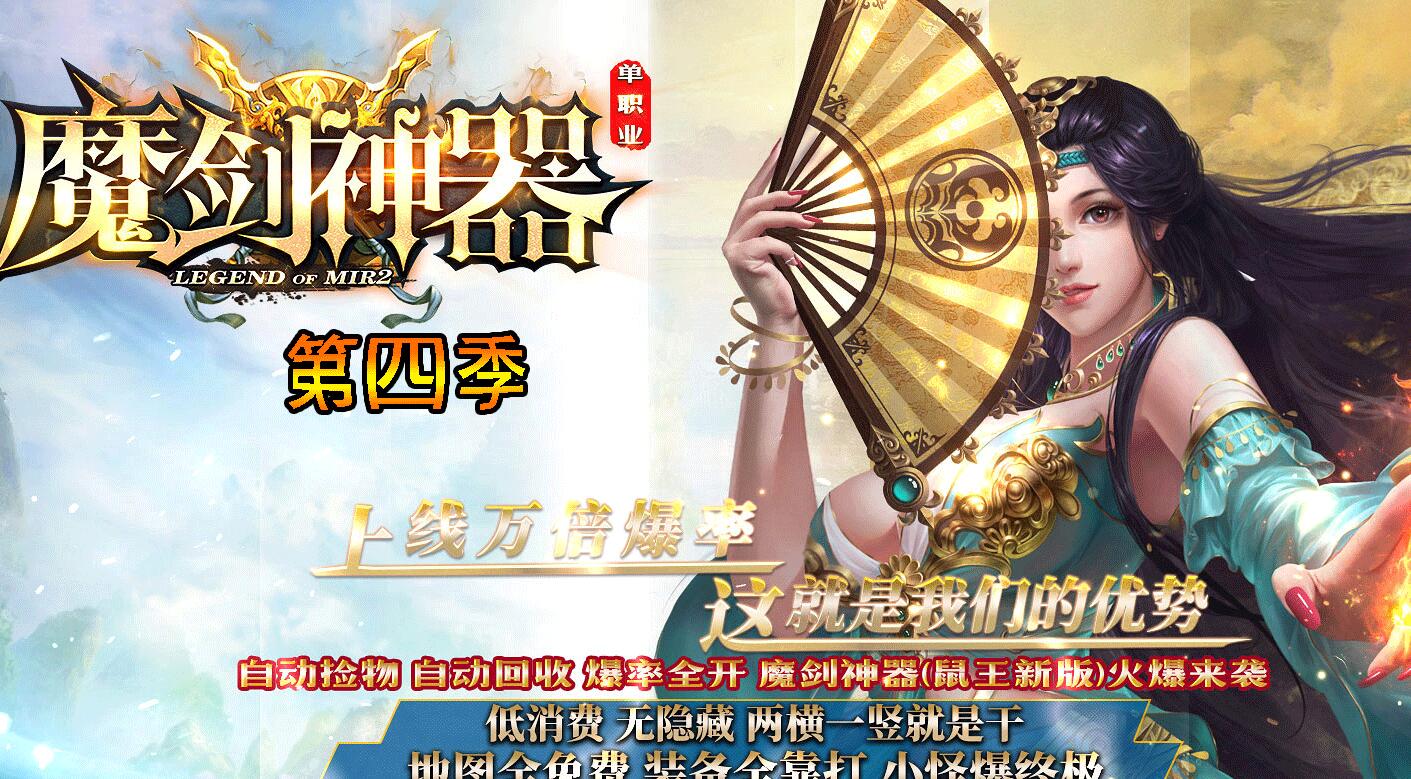 魔剑神器
单职业
LEGEND OF MIR2
第四季
上线万倍爆率
这就是我们的优势
自动捡物 自动回收 爆率全开 魔剑神器(鼠王新版)火爆来袭
低消费 无隐藏 两横一竖就是干
地图全免费 装备全靠打 小怪爆终极